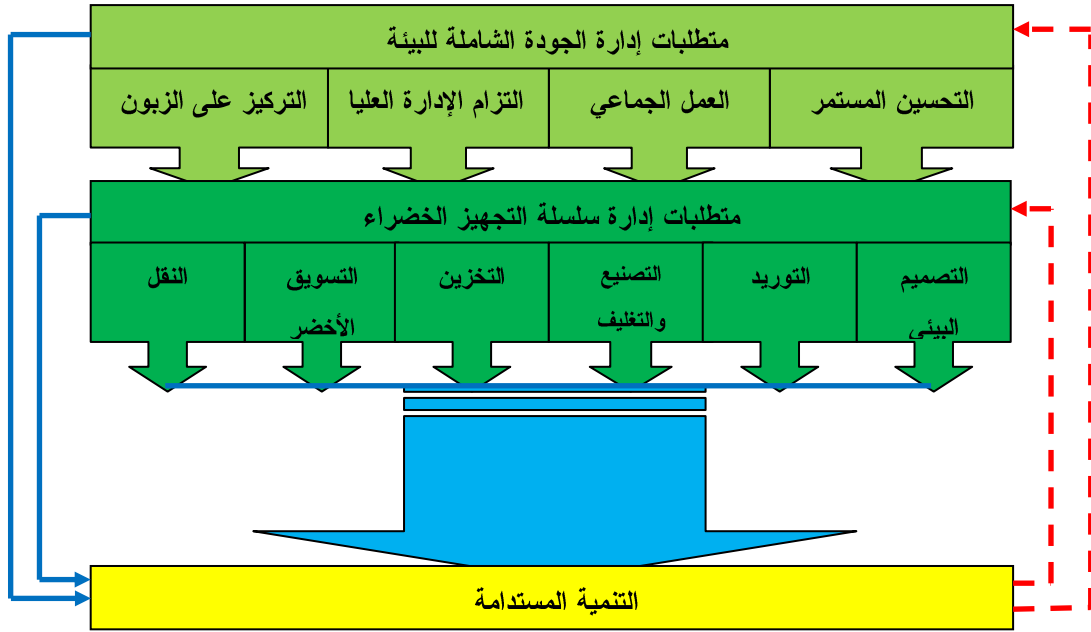 متطلبات إدارة الجودة الشاملة للبيئة
التحسين المستمر
العمل الجماعي
التزام الإدارة العليا
التركيز على الزبون
متطلبات إدارة سلسلة التجهيز الخضراء
التصميم
البيئي
التوريد
التصنيع
والتغليف
التخزين
التسويق
الأخضر
النقل
التنمية المستدامة